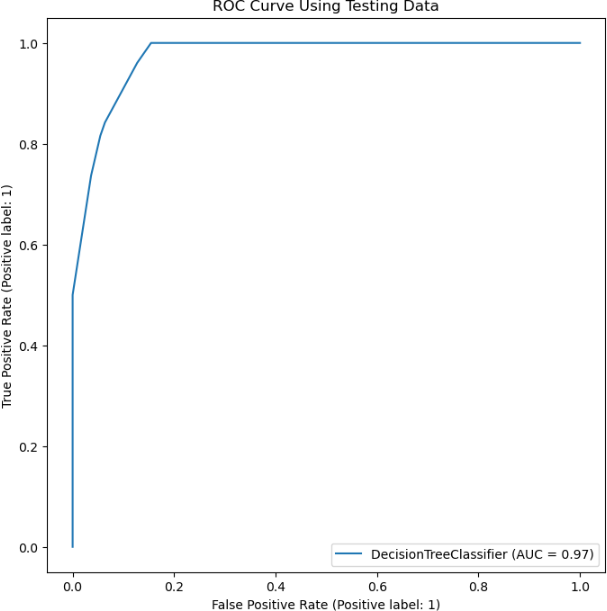 ROC Curve Using Testing Data
True Positive Rate (Positive label: 1)
1.0
0.8
0.6
0.4
0.2
0.0
DecisionTreeClassifier (AUC = 0.97)
0.0 0.2 0.4 0.6 0.8 1.0
False Positive Rate (Positive label: 1)